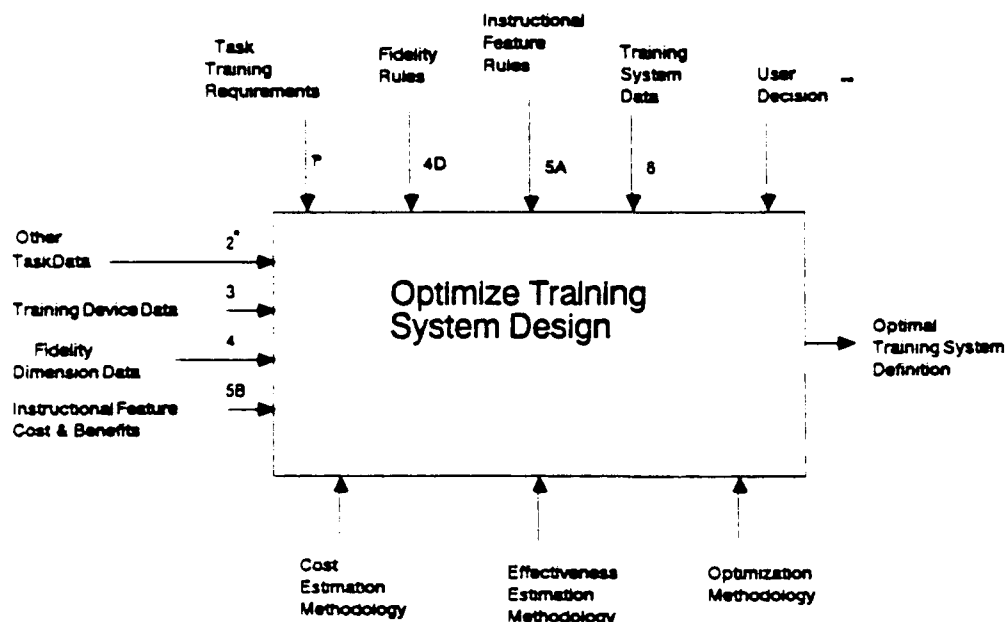 Instructional
Feature
Rules
Task
Training
Requirements
Fidelity
Rules
Training
System
Data
User
Decision
4D
5A
Other
TaskData
2*
Training Device Data
3
Fidelity
Dimension Data
4
Instructional Feature
Cost & Benefits
5B
Optimize Training
System Design
Optimal
Training System
Definition
Cost
Estimation
Methodology
Effectiveness
Estimation
Methodology
Optimization
Methodology